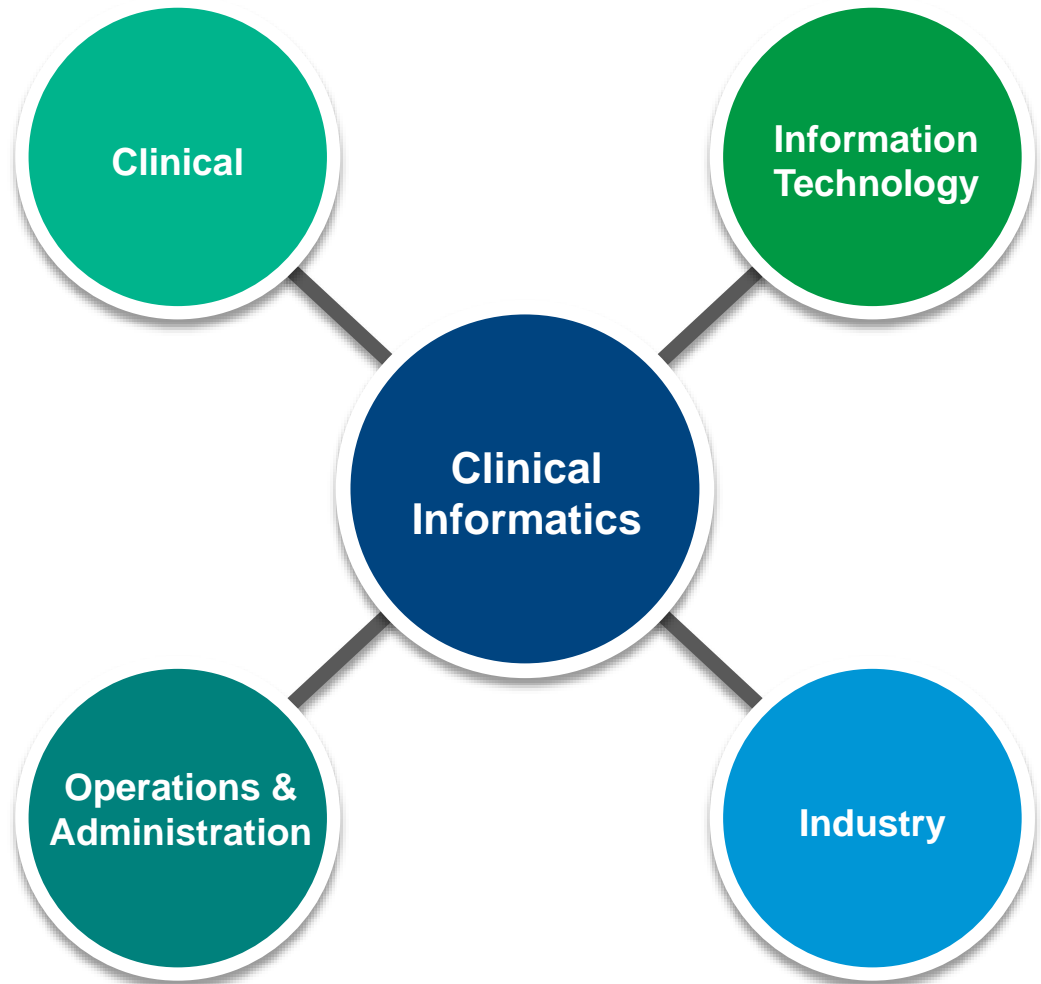 Clinical
Information
Technology
Clinical
Informatics
Operations &
Administration
Industry